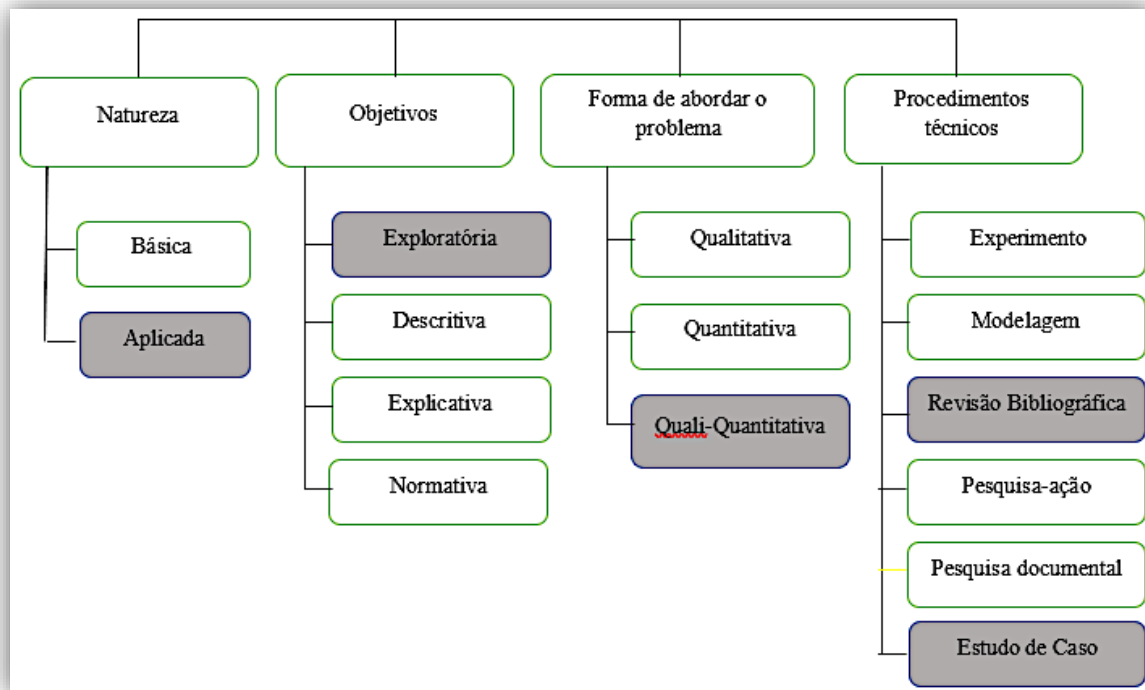 Natureza
Objetivos
Forma de abordar o
problema
Procedimentos
técnicos
Básica
Aplicada
Exploratória
Descritiva
Explicativa
Normativa
Qualitativa
Quantitativa
Quali-Quantitativa
Experimento
Modelagem
Revisão Bibliográfica
Pesquisa-ação
Pesquisa documental
Estudo de Caso